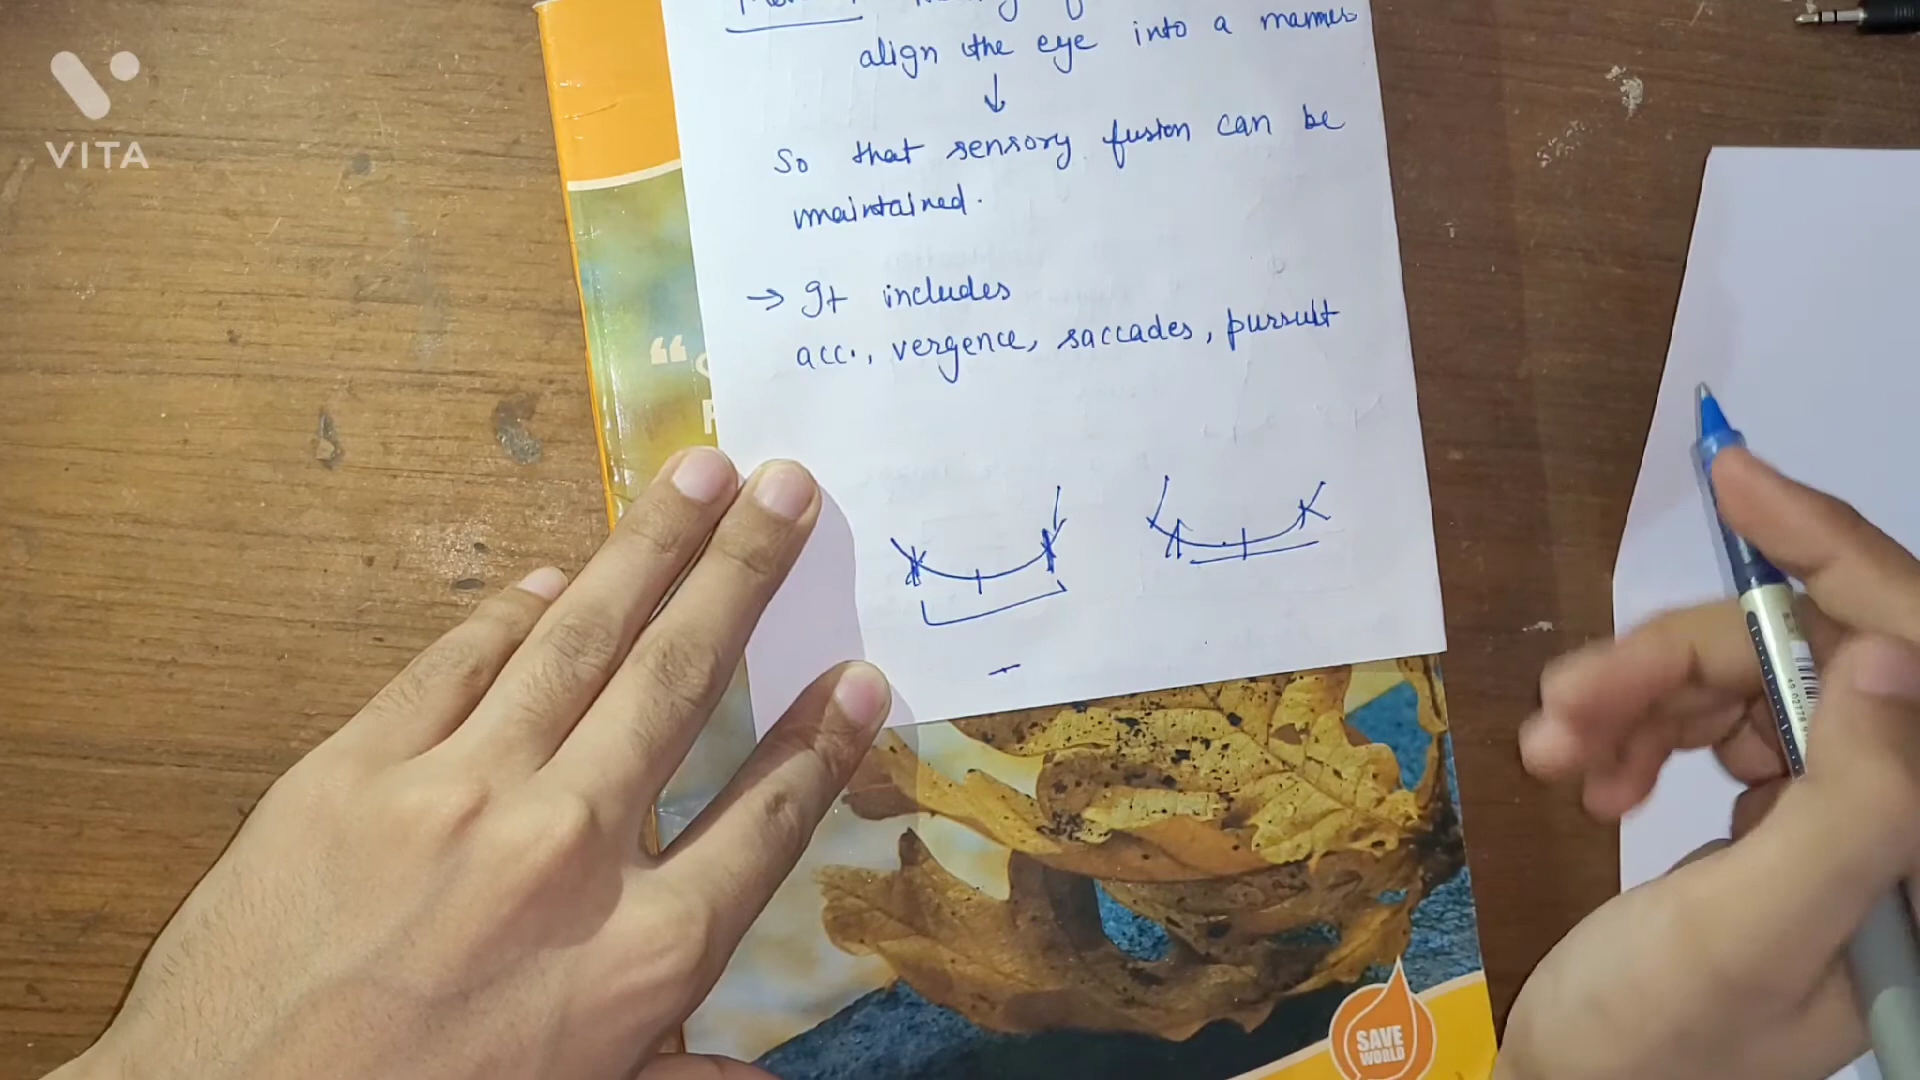 VITA
align the eye into a manner
↓
So that sensory fusion can be
maintained.
→ It includes
acc., vergence, saccades, pursuit
“
SAVE
WORLD